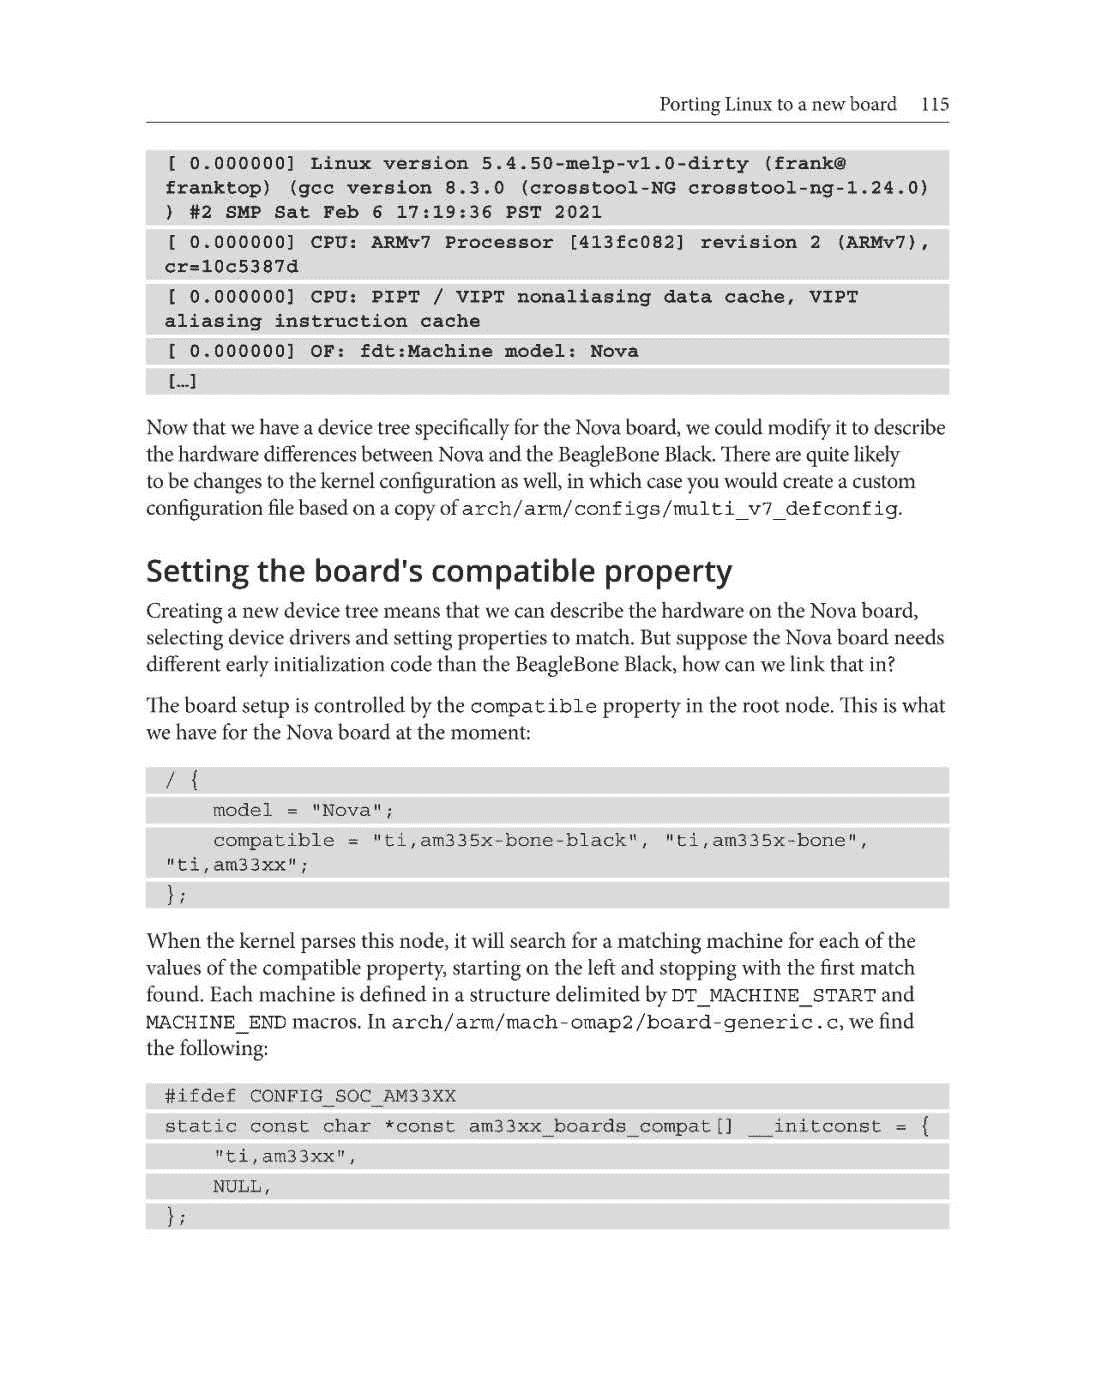 Porting Linux to a new board 115
[ 0.000000] Linux version 5.4.50-melp-v1.0-dirty (frank@
franktop) (gcc version 8.3.0 (crosstool-NG crosstool-ng-1.24.0)
) #2 SMP Sat Feb 6 17:19:36 PST 2021
[ 0.000000] CPU: ARMv7 Processor [413fc082] revision 2 (ARMv7),
cr=10c5387d
[ 0.000000] CPU: PIPT / VIPT nonaliasing data cache, VIPT
aliasing instruction cache
[ 0.000000] OF: fdt:Machine model: Nova
[…]
Now that we have a device tree specifically for the Nova board, we could modify it to describe
the hardware differences between Nova and the BeagleBone Black. There are quite likely
to be changes to the kernel configuration as well, in which case you would create a custom
configuration file based on a copy of arch/arm/configs/multi_v7_defconfig.
Setting the board's compatible property
Creating a new device tree means that we can describe the hardware on the Nova board,
selecting device drivers and setting properties to match. But suppose the Nova board needs
different early initialization code than the BeagleBone Black, how can we link that in?
The board setup is controlled by the compatible property in the root node. This is what
we have for the Nova board at the moment:
/ {
model = "Nova";
compatible = "ti,am335x-bone-black", "ti,am335x-bone",
"ti,am33xx";
};
When the kernel parses this node, it will search for a matching machine for each of the
values of the compatible property, starting on the left and stopping with the first match
found. Each machine is defined in a structure delimited by DT_MACHINE_START and
MACHINE_END macros. In arch/arm/mach-omap2/board-generic.c, we find
the following:
#ifdef CONFIG_SOC_AM33XX
static const char *const am33xx_boards_compat[] __initconst = {
"ti,am33xx",
NULL,
};